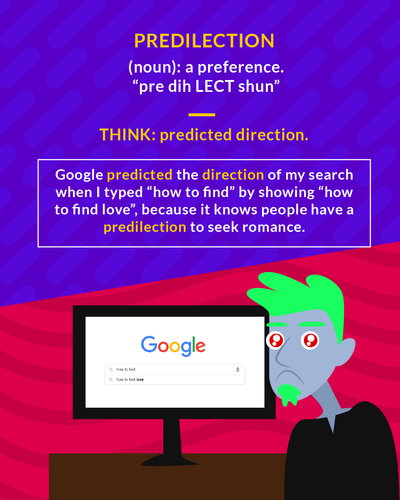 PREDILECTION
(noun): a preference.
“pre dih LECT shun”
THINK: predicted direction.
Google predicted the direction of my search
when I typed “how to find” by showing “how
to find love”, because it knows people have a
predilection to seek romance.
Google
how to find
how to find love